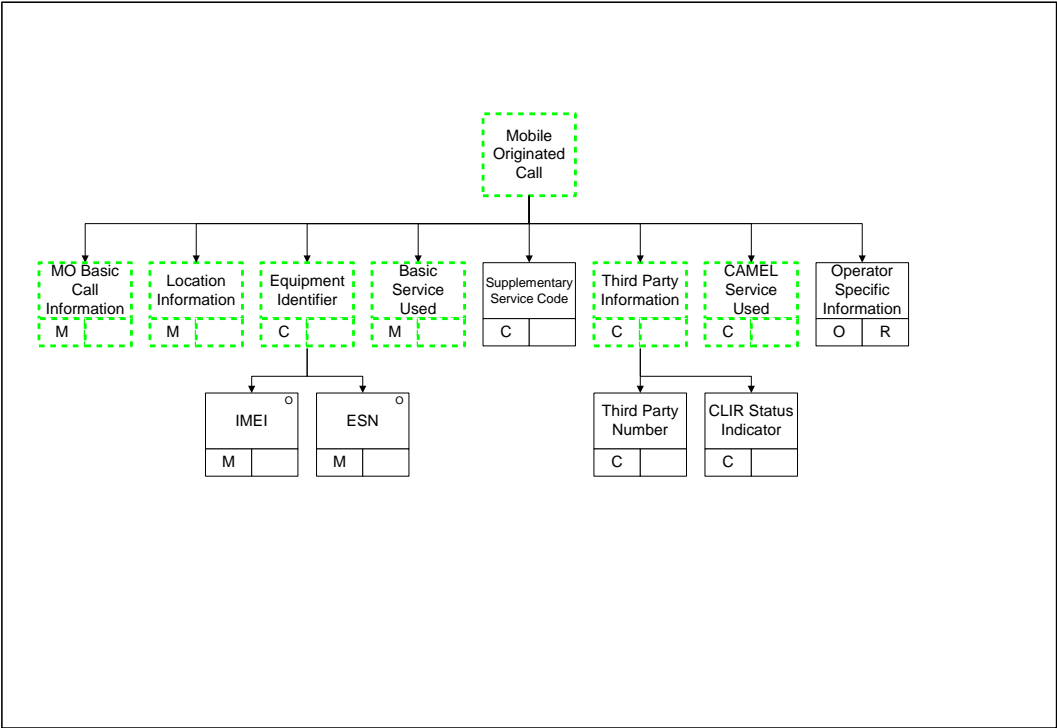 Mobile
Originated
Call
MO Basic
Call
Information
M
Location
Information
M
Equipment
Identifier
C
Basic
Service
Used
M
Supplementary
Service Code
C
Third Party
Information
C
CAMEL
Service
Used
C
Operator
Specific
Information
O R
O
IMEI
M
O
ESN
M
Third Party
Number
C
CLIR Status
Indicator
C